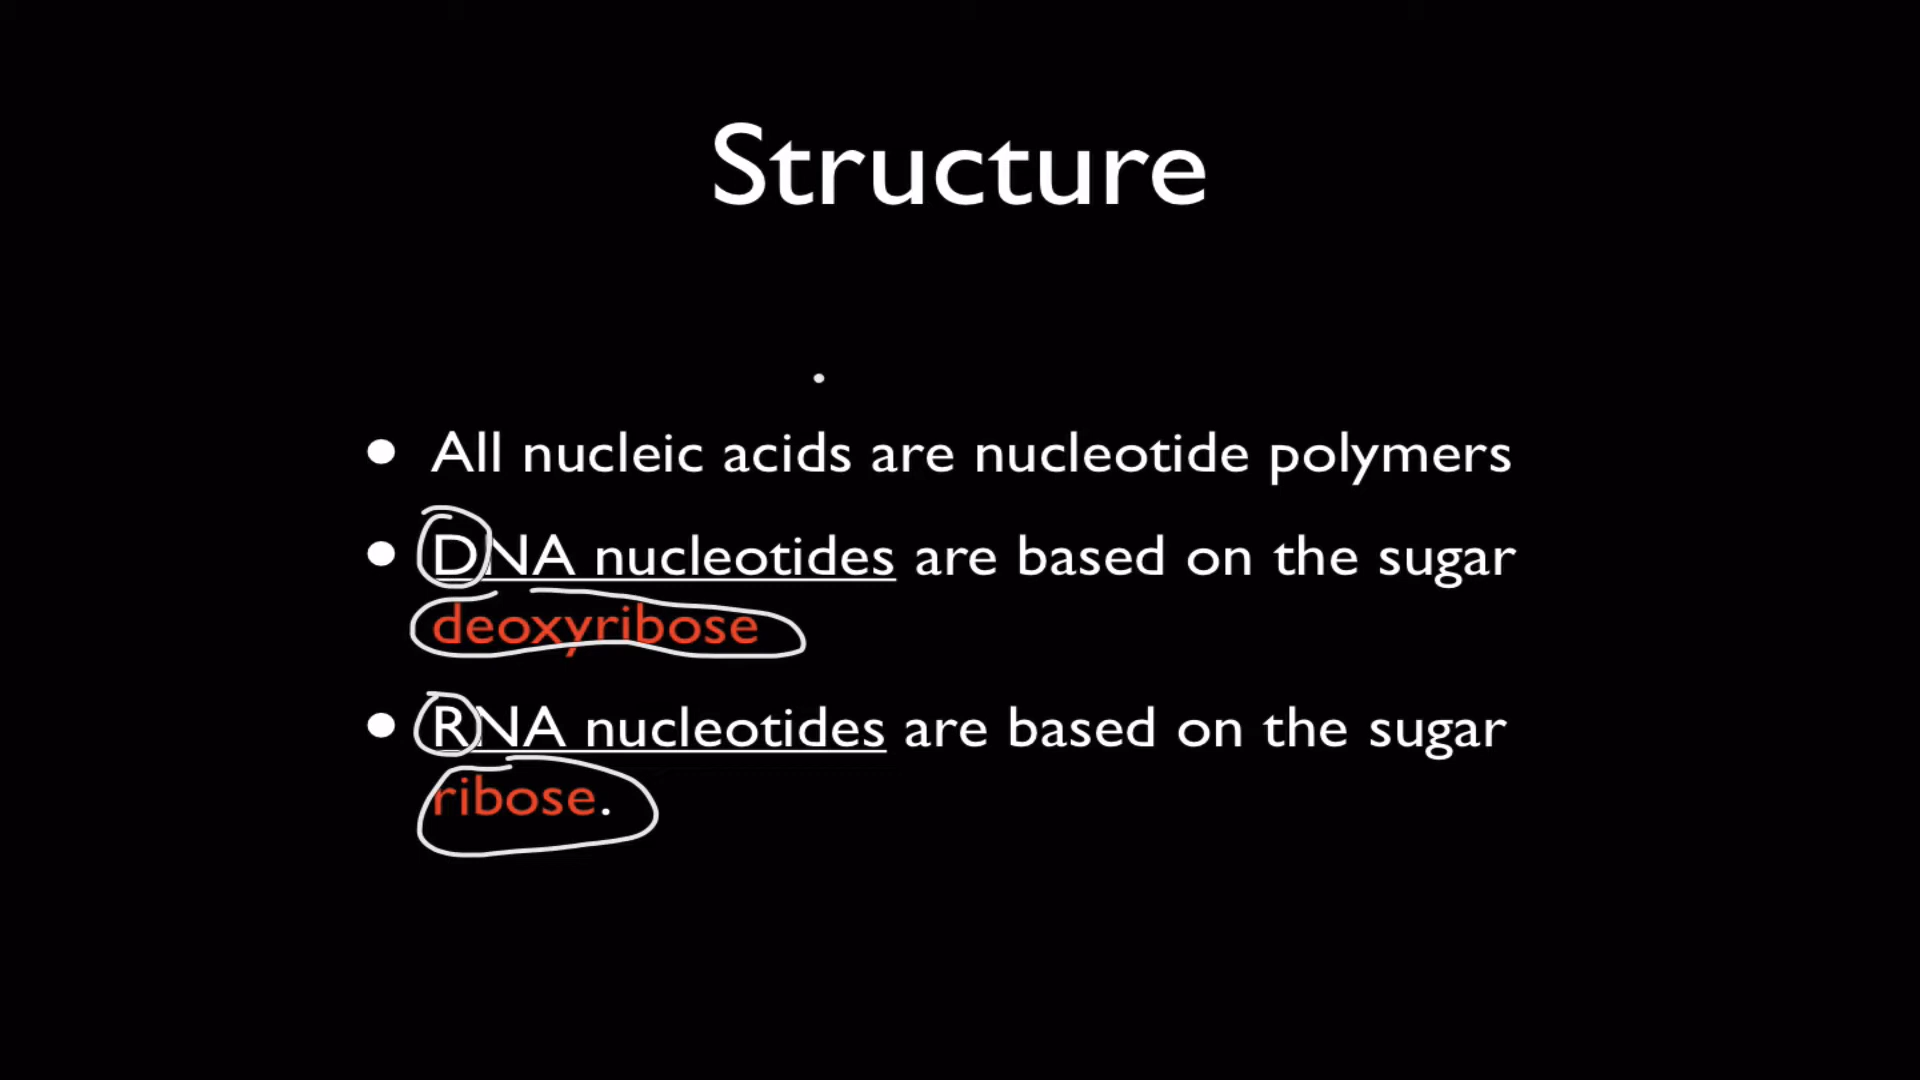 Structure
• All nucleic acids are nucleotide polymers
• DNA nucleotides are based on the sugar
deoxyribose
• RNA nucleotides are based on the sugar
ribose.